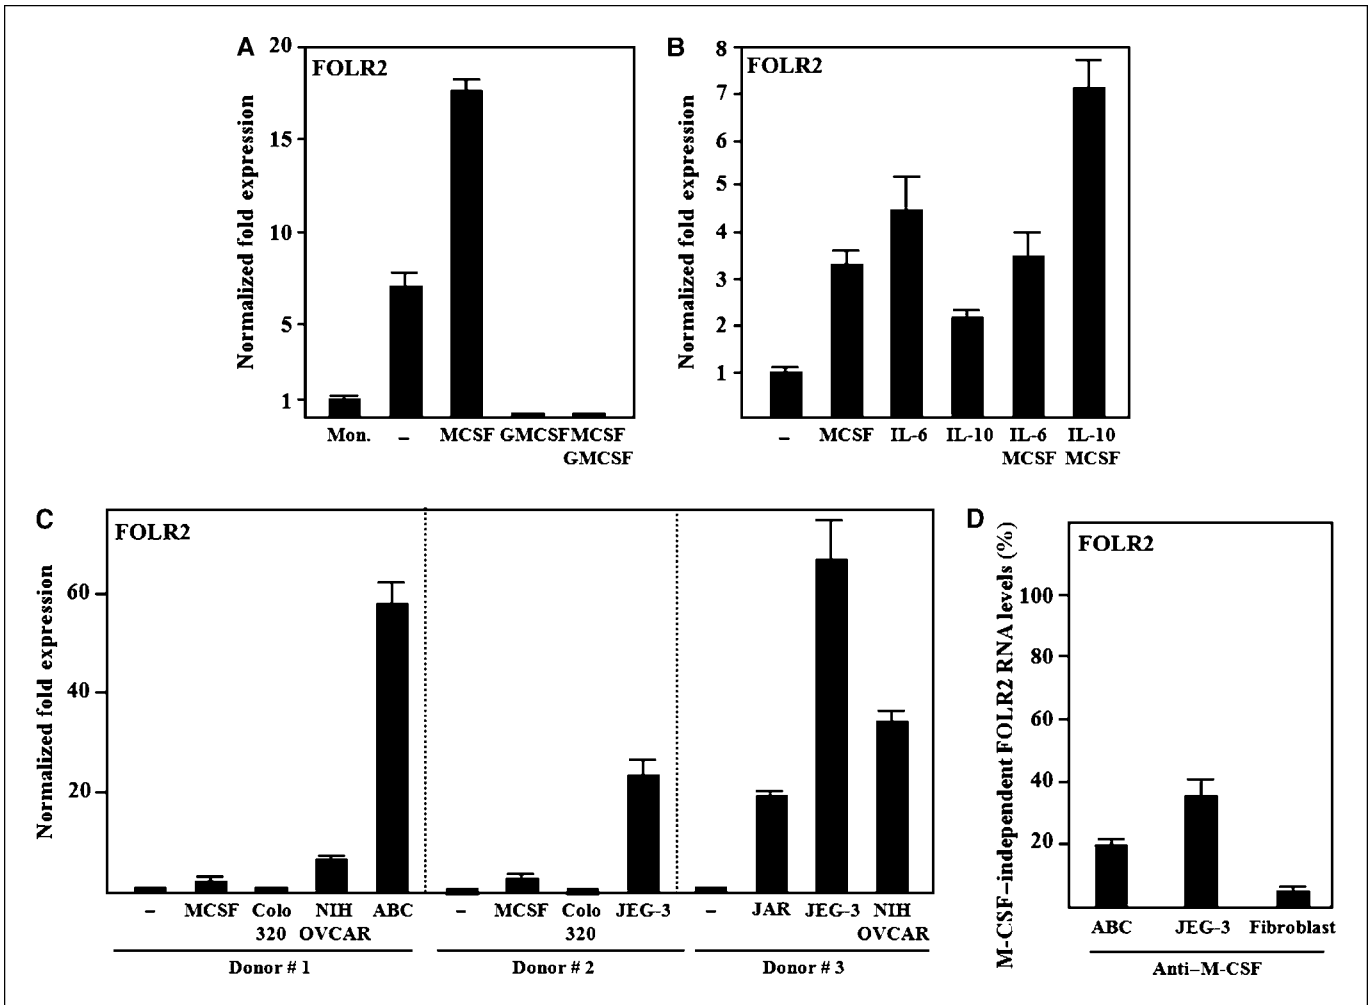 A
FOLR2
Normalized fold expression
20
15
10
5
1
Mon. – MCSF GMCSF MCSF
GMCSF
B
FOLR2
Normalized fold expression
8
7
6
5
4
3
2
1
– MCSF IL-6 IL-10 IL-6 IL-10
MCSF MCSF
C
FOLR2
Normalized fold expression
60
40
20
– MCSF Colo NIH ABC – MCSF Colo JEG-3 – JAR JEG-3 NIH
320 OVCAR 320 OVCAR
Donor # 1 Donor # 2 Donor # 3
D
FOLR2
M-CSF–independent FOLR2 RNA levels (%)
100
80
60
40
20
ABC JEG–3 Fibroblast
Anti–M-CSF